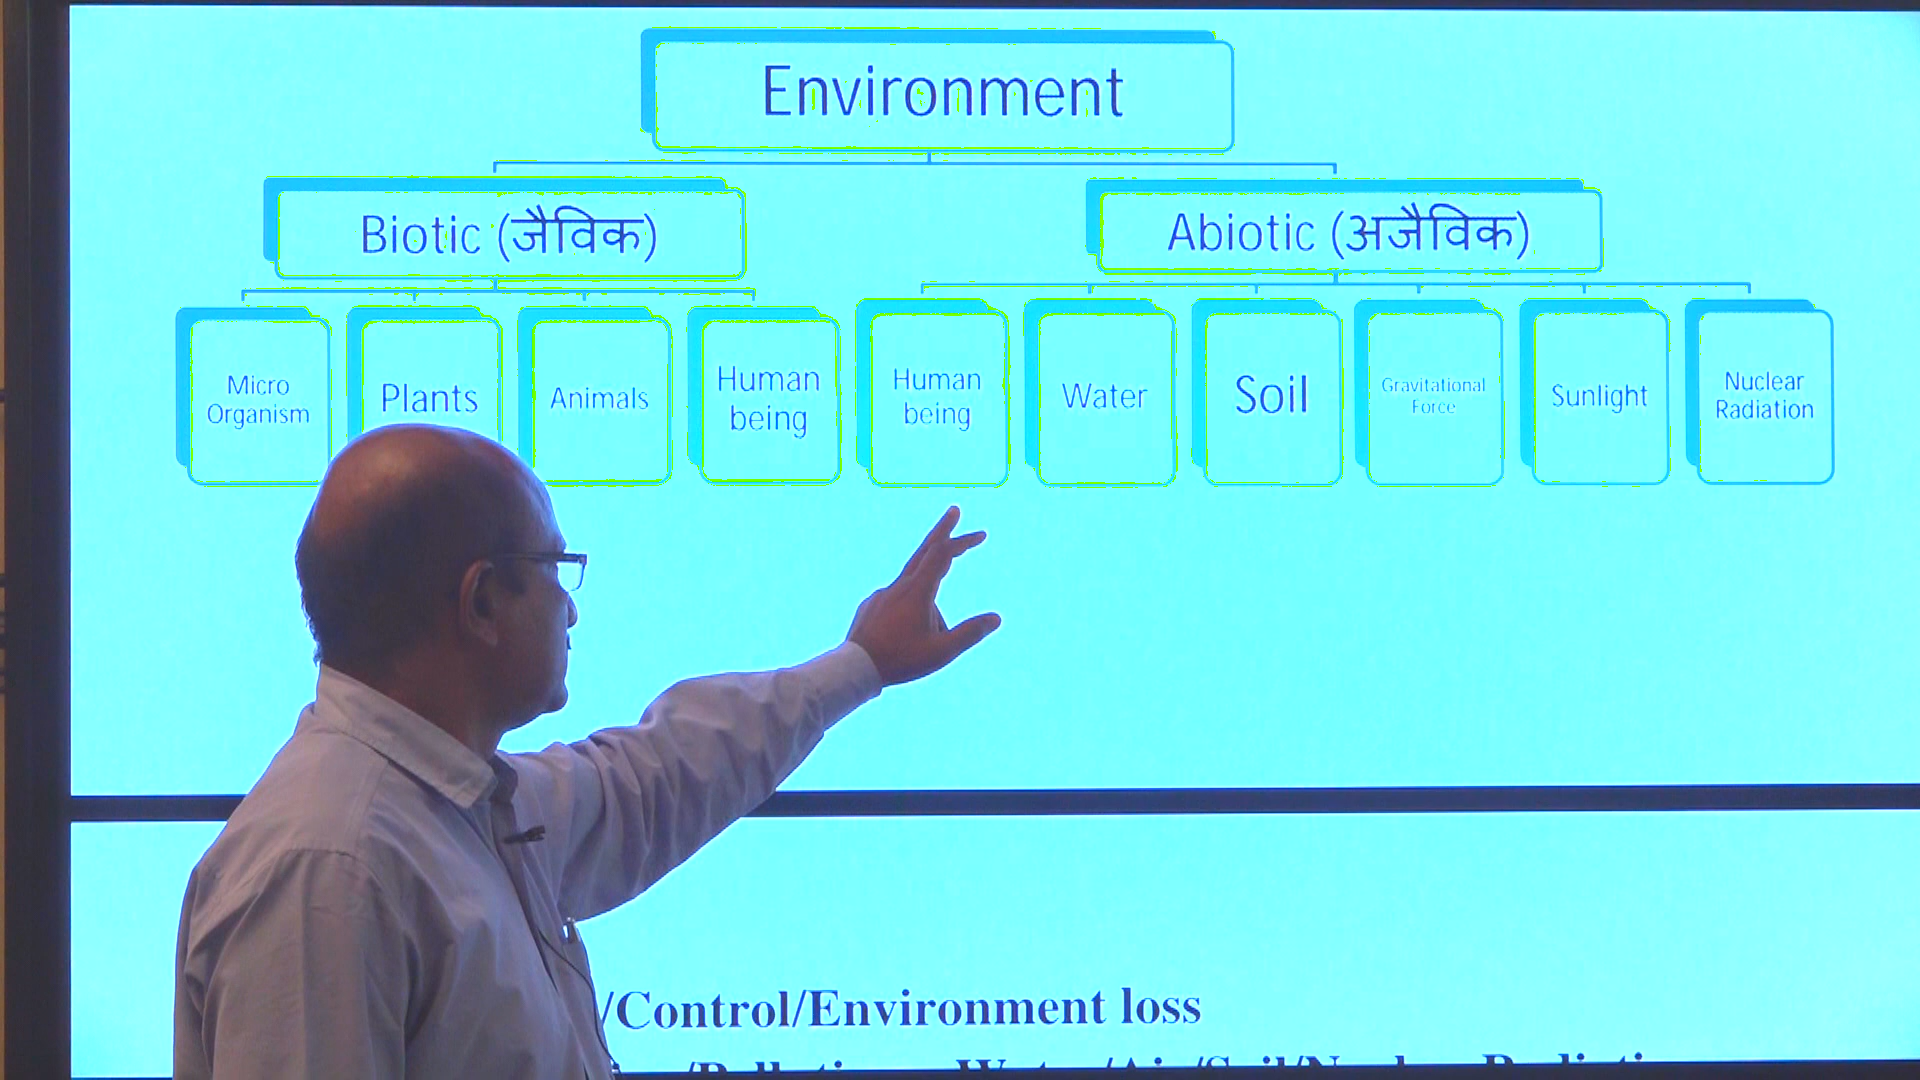 Environment
Biotic (जैविक)
Abiotic (अजैविक)
Micro
Organism
Plants
Animals
Human
being
Human
being
Water
Soil
Gravitational
Force
Sunlight
Nuclear
Radiation
/Control/Environment loss